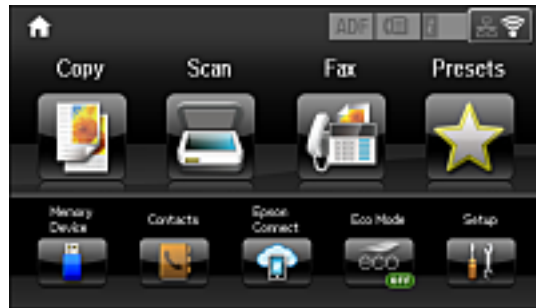 ADF
Copy Scan Fax Presets
Memory Device Contacts Epson Connect Eco Mode Setup
eco
OFF